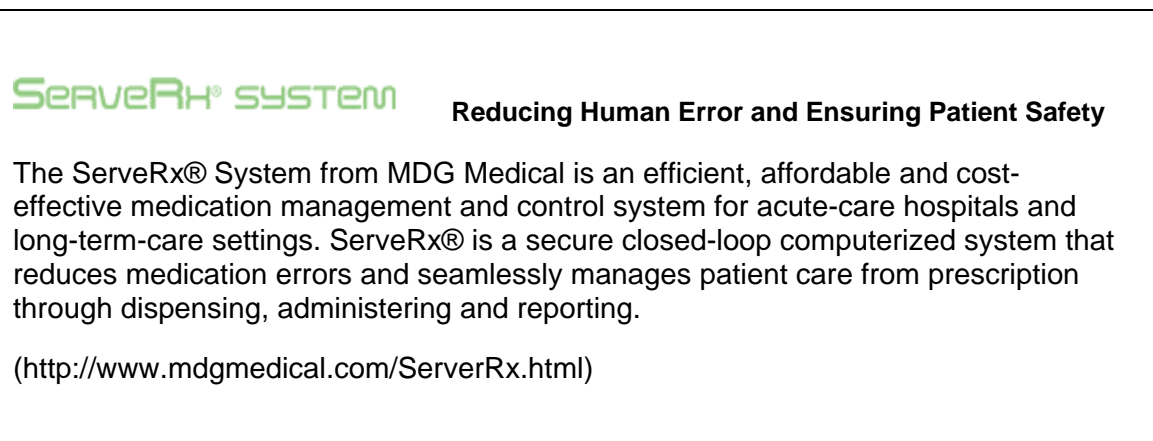 ServeRx® system
Reducing Human Error and Ensuring Patient Safety
The ServeRx® System from MDG Medical is an efficient, affordable and cost-
effective medication management and control system for acute-care hospitals and
long-term-care settings. ServeRx® is a secure closed-loop computerized system that
reduces medication errors and seamlessly manages patient care from prescription
through dispensing, administering and reporting.
(http://www.mdgmedical.com/ServerRx.html)